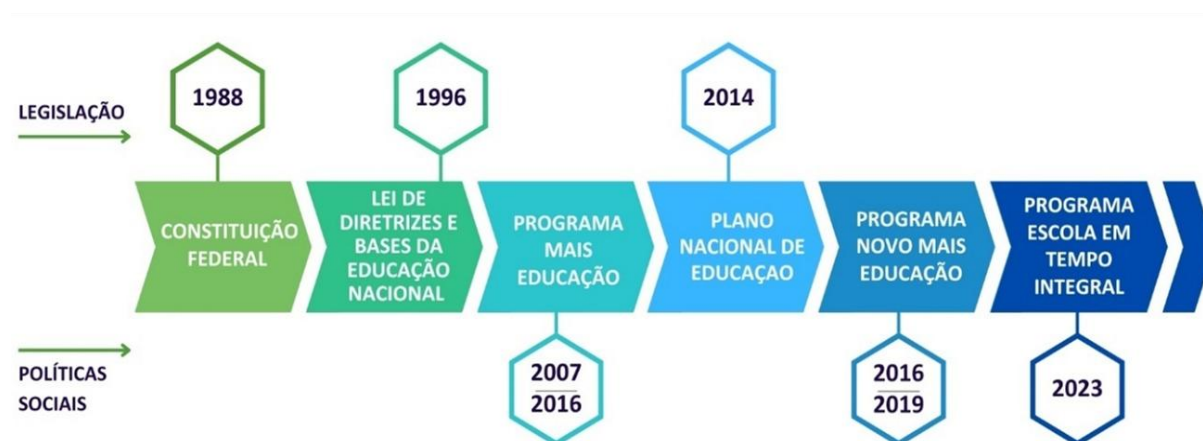 LEGISLAÇÃO
1988
1996
2014
CONSTITUIÇÃO
FEDERAL
LEI DE
DIRETRIZES E
BASES DA
EDUCAÇÃO
NACIONAL
PROGRAMA
MAIS
EDUCAÇÃO
PLANO
NACIONAL DE
EDUCAÇAO
PROGRAMA
NOVO MAIS
EDUCAÇÃO
PROGRAMA
ESCOLA EM
TEMPO
INTEGRAL
POLÍTICAS
SOCIAIS
2007
2016
2016
2019
2023